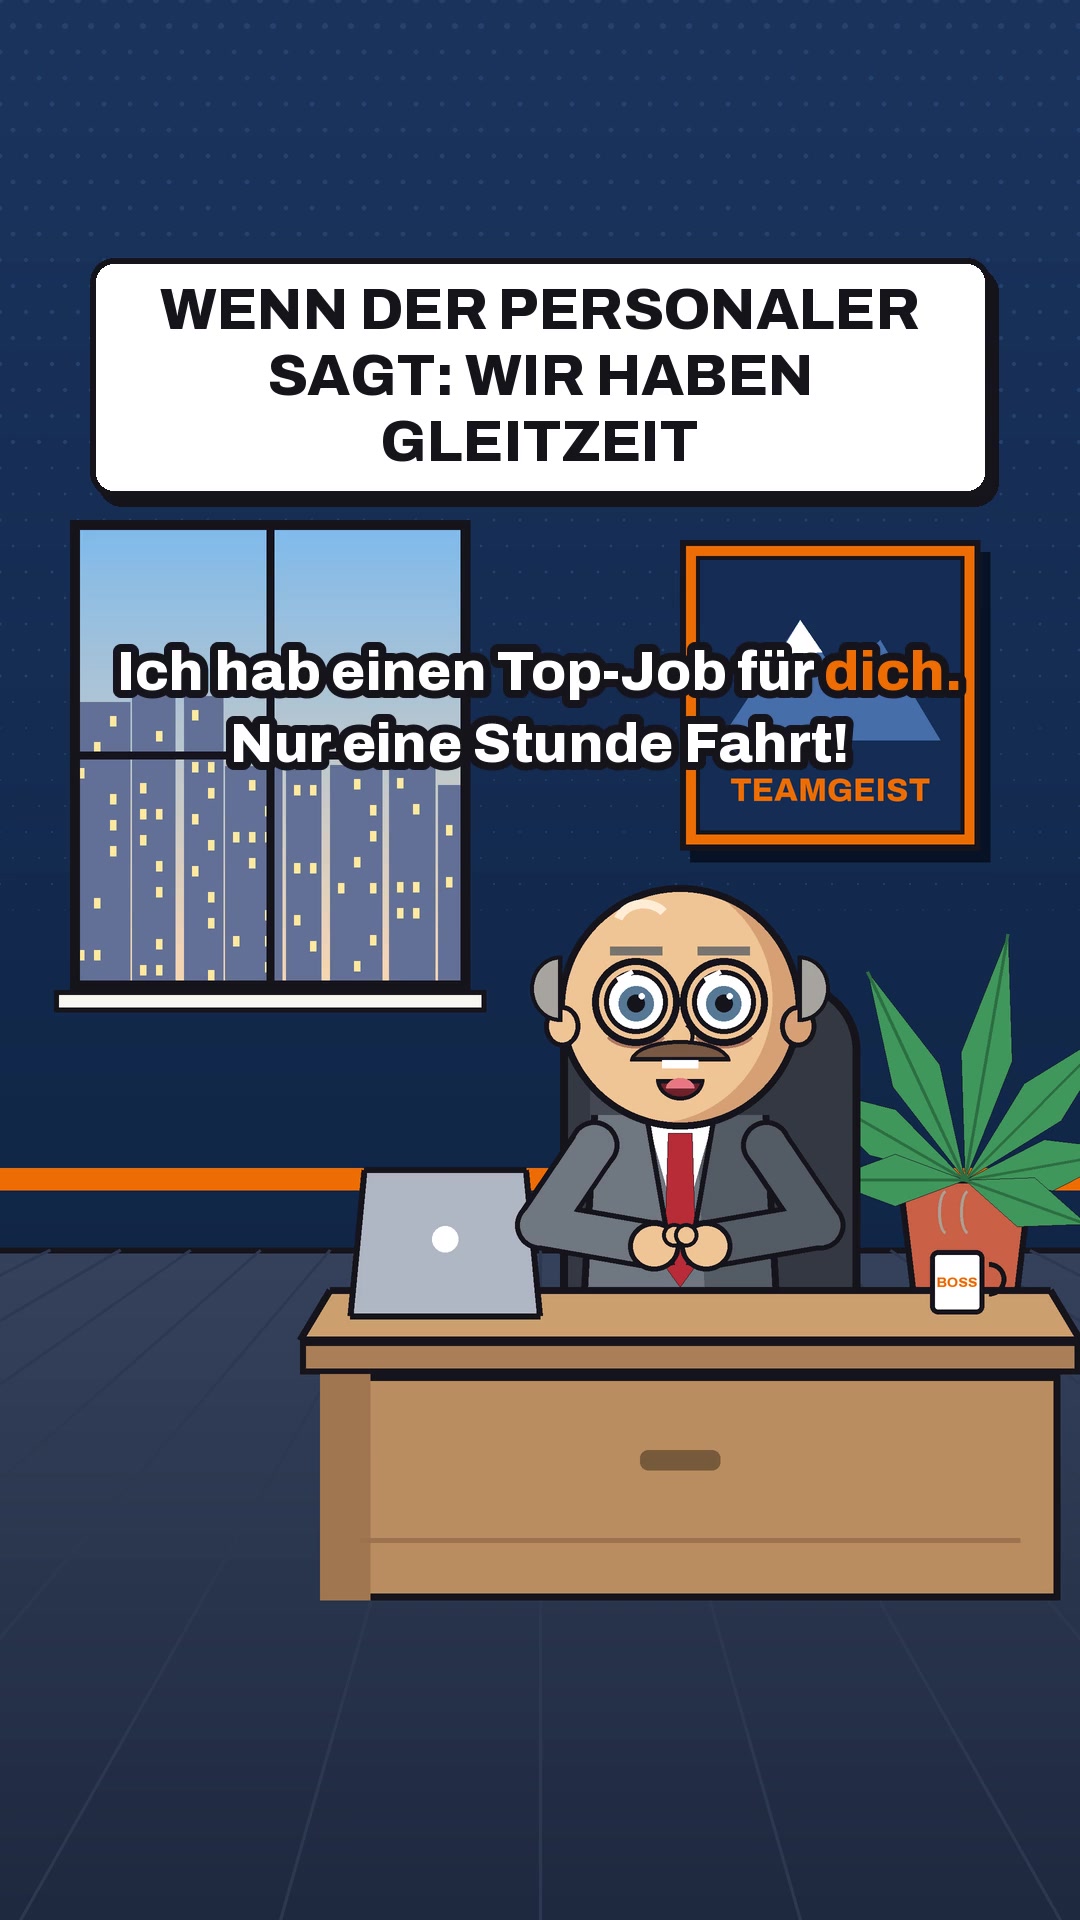 WENN DER PERSONALER
SAGT: WIR HABEN
GLEITZEIT
Ich hab einen Top-Job für dich.
Nur eine Stunde Fahrt!
TEAMGEIST
BOSS